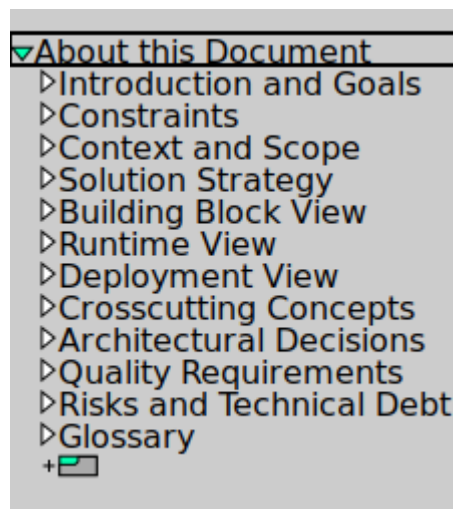 About this Document
Introduction and Goals
Constraints
Context and Scope
Solution Strategy
Building Block View
Runtime View
Deployment View
Crosscutting Concepts
Architectural Decisions
Quality Requirements
Risks and Technical Debt
Glossary
+